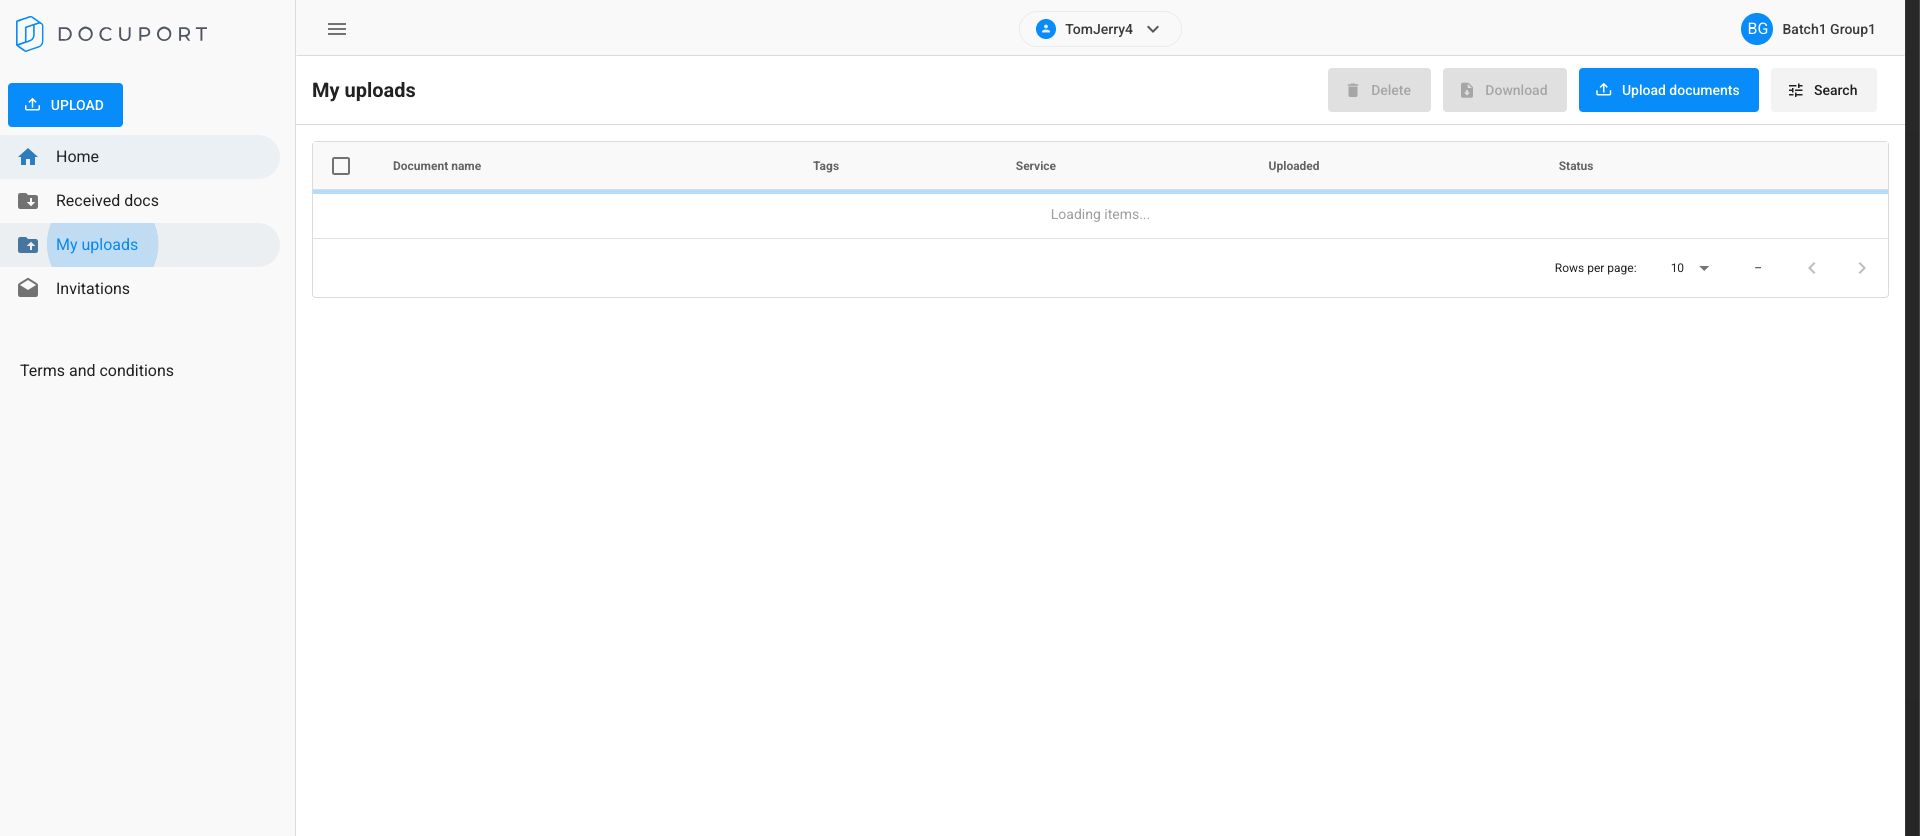 DOCUPORT
TomJerry4
BG Batch1 Group1
UPLOAD
Home
Received docs
My uploads
Invitations
Terms and conditions
My uploads
Delete
Download
Upload documents
Search
Document name Tags Service Uploaded Status
Loading items...
Rows per page: 10 –